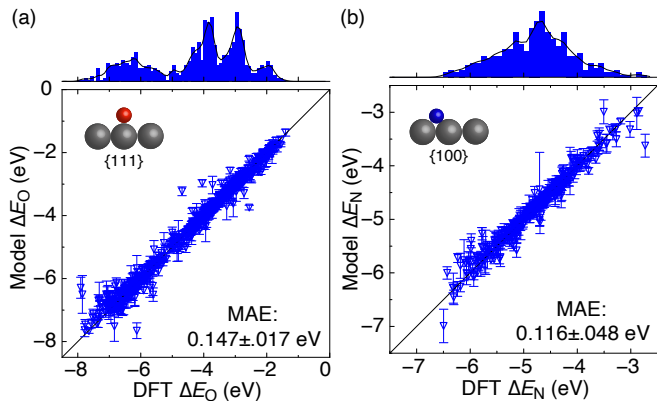 (a)
0
−2
−4
−6
−8
Model ΔE_O (eV)
{111}
MAE:
0.147±.017 eV
−8
−6
−4
−2
0
DFT ΔE_O (eV)
(b)
−3
−4
−5
−6
−7
Model ΔE_N (eV)
{100}
MAE:
0.116±.048 eV
−7
−6
−5
−4
−3
DFT ΔE_N (eV)